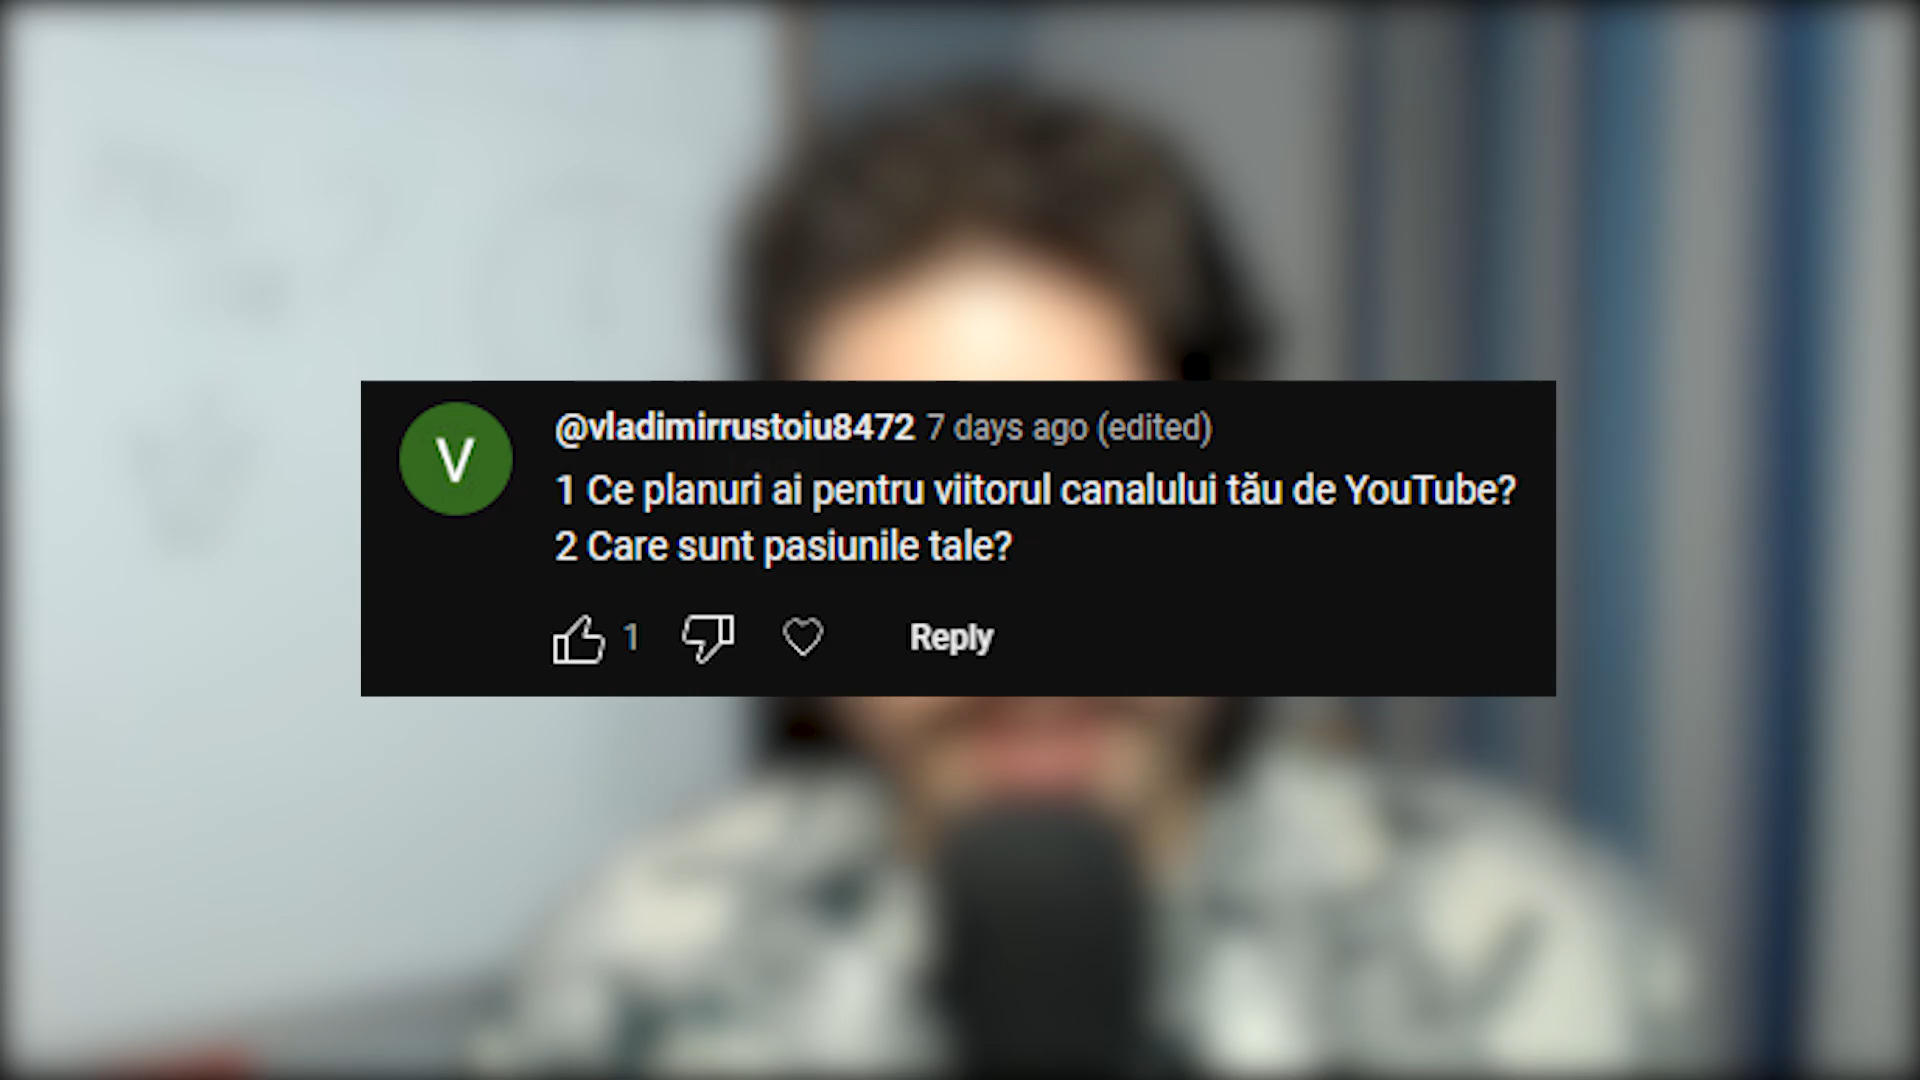 V
@vladimirrustoiu8472 7 days ago (edited)
1 Ce planuri ai pentru viitorul canalului tău de YouTube?
2 Care sunt pasiunile tale?
1
Reply